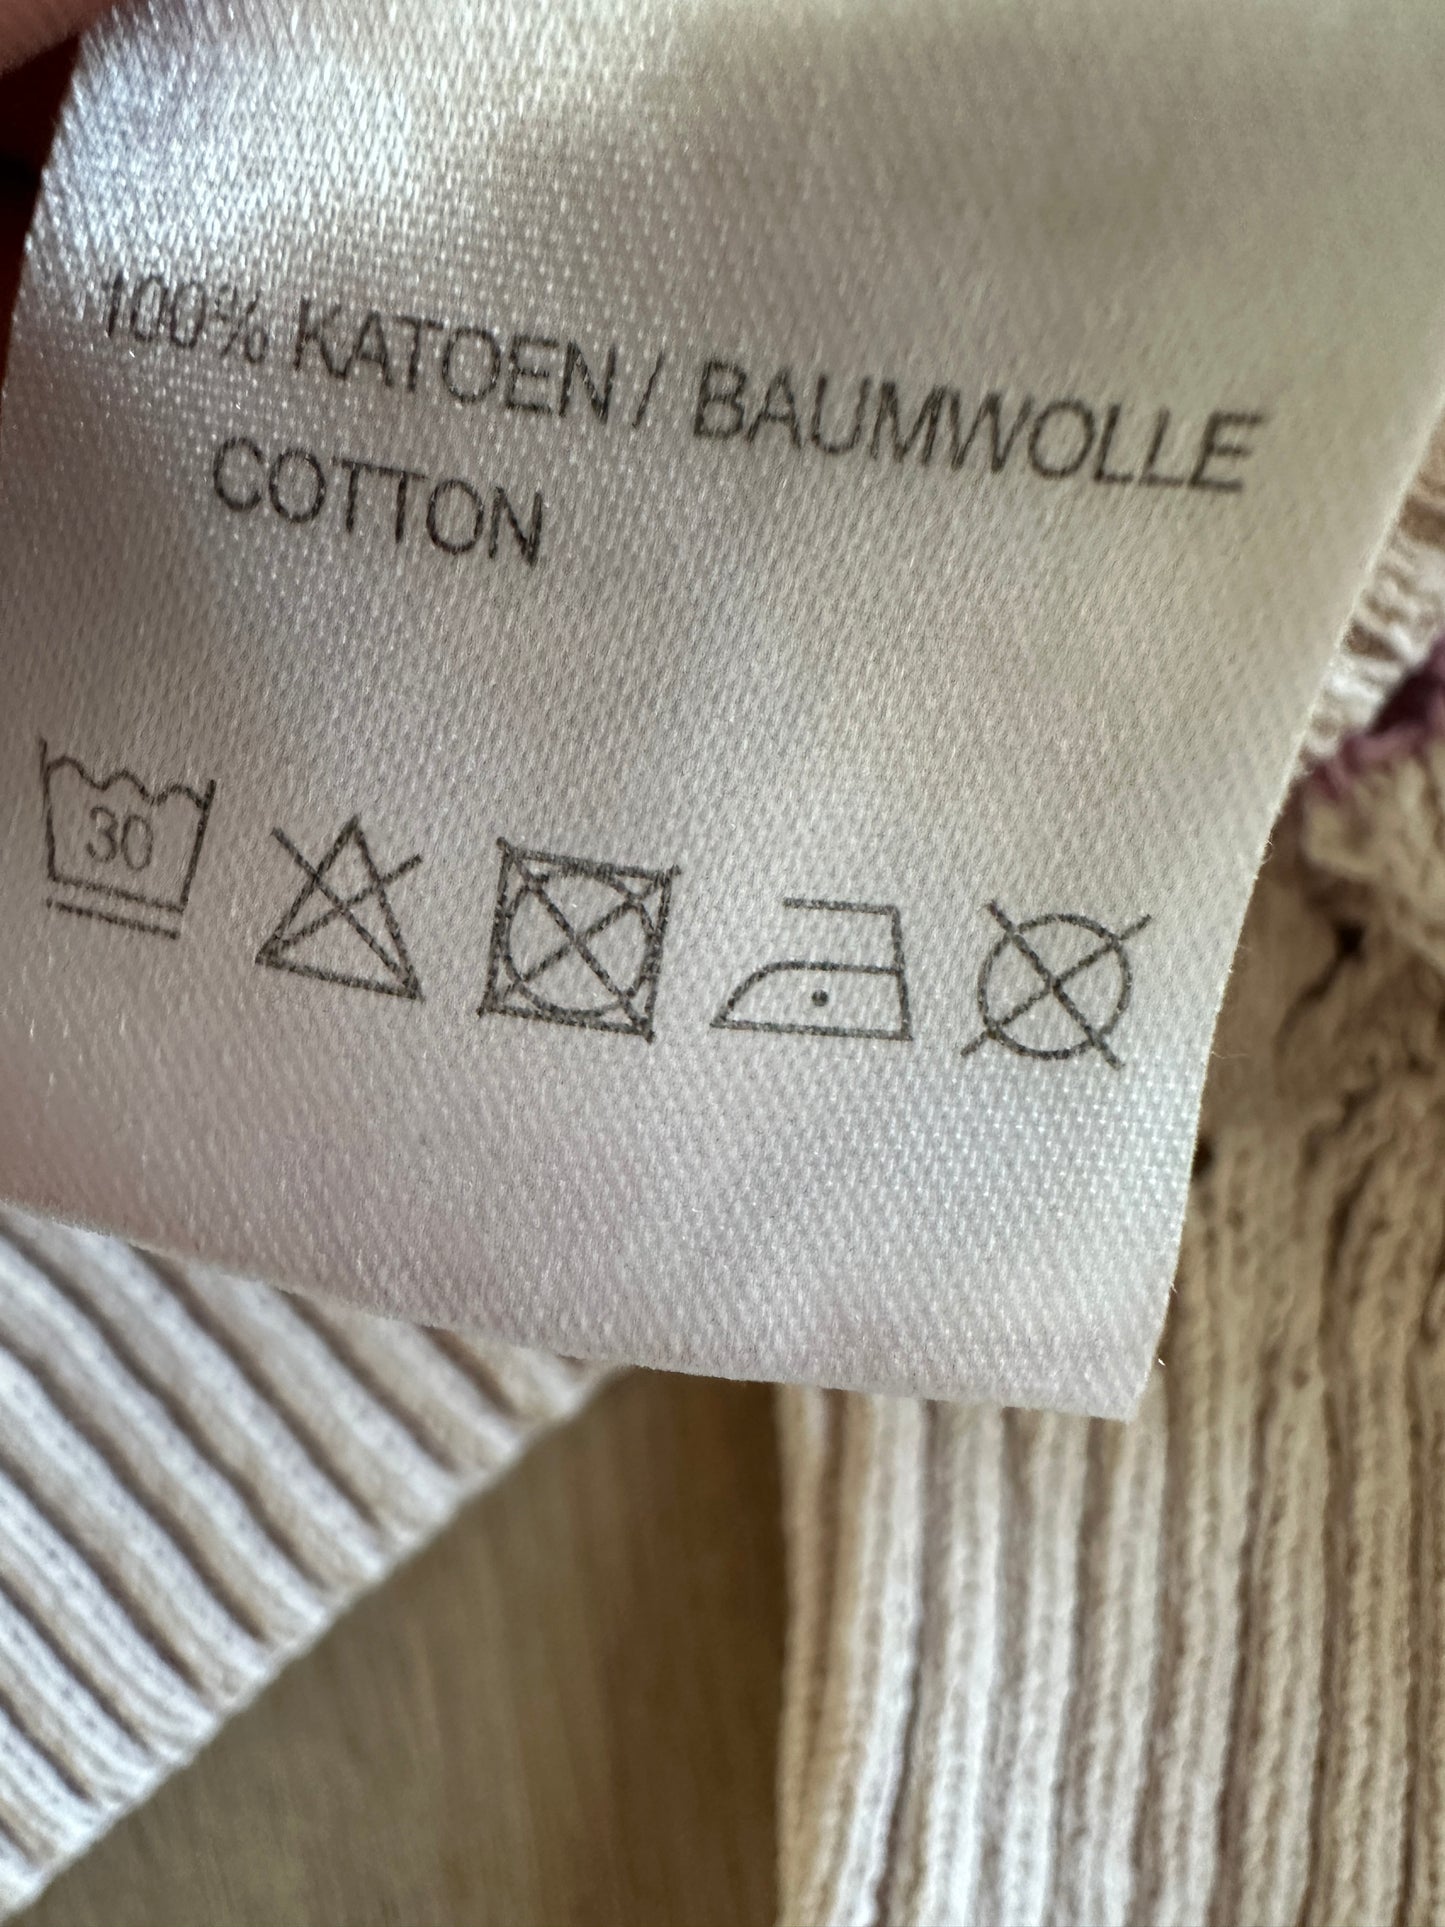 100% KATOEN / BAUMWOLLE
COTTON
30